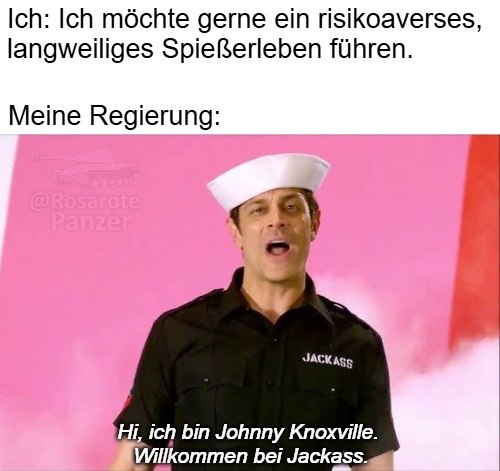 Ich: Ich möchte gerne ein risikoaverses,
langweiliges Spießerleben führen.
Meine Regierung:
@Rosarote
Panzer
JACKASS
Hi, ich bin Johnny Knoxville.
Willkommen bei Jackass.